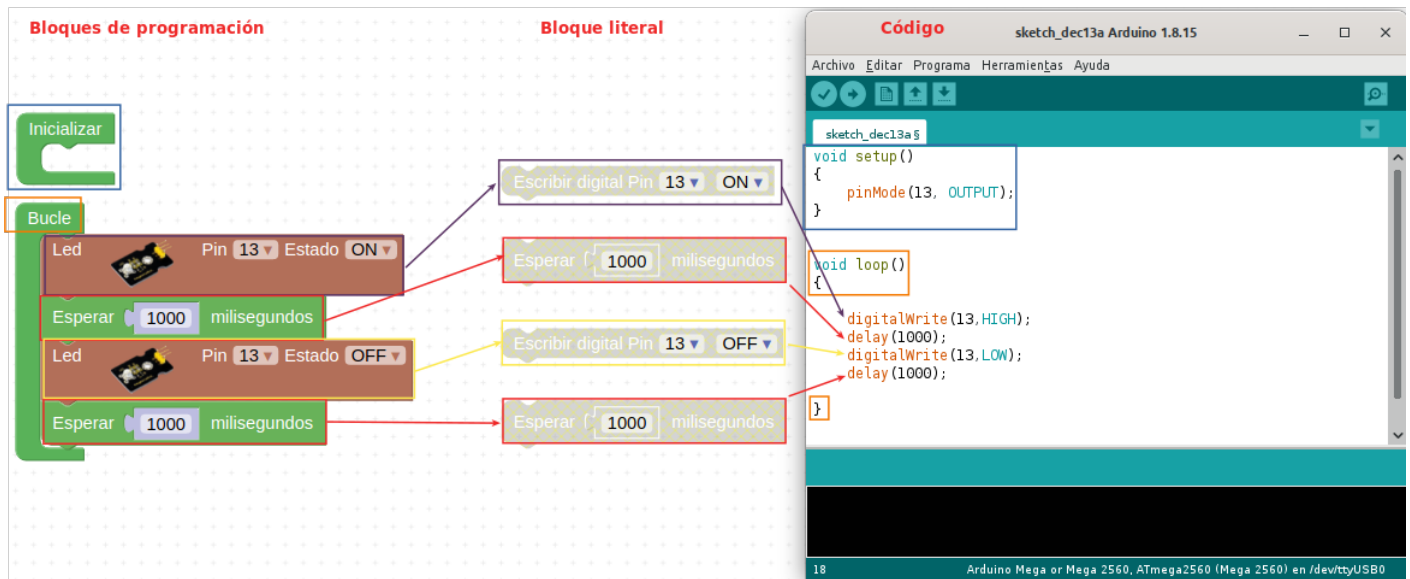 Bloques de programación
Bloque literal
Código
sketch_dec13a Arduino 1.8.15
Archivo Editar Programa Herramientas Ayuda
sketch_dec13a §
Inicializar
Bucle
Led Pin 13 Estado ON
Esperar 1000 milisegundos
Led Pin 13 Estado OFF
Esperar 1000 milisegundos
Escribir digital Pin 13 ON
Esperar 1000 milisegundos
Escribir digital Pin 13 OFF
Esperar 1000 milisegundos
void setup()
{
pinMode(13, OUTPUT);
}
void loop()
{
digitalWrite(13,HIGH);
delay(1000);
digitalWrite(13,LOW);
delay(1000);
}
18
Arduino Mega or Mega 2560, ATmega2560 (Mega 2560) en /dev/ttyUSB0